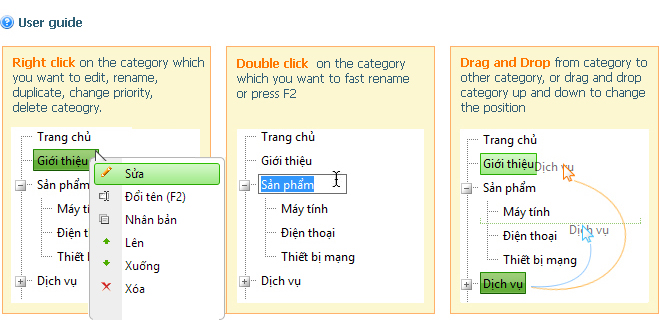 User guide
Right click on the category which
you want to edit, rename,
duplicate, change priority,
delete cateogry.
Trang chủ
Giới thiệu
Sản phẩm
Máy tính
Điện thoại
Thiết bị mạng
Dịch vụ
Sửa
Đổi tên (F2)
Nhân bản
Lên
Xuống
Xóa
Double click on the category
which you want to fast rename
or press F2
Trang chủ
Giới thiệu
Sản phẩm
Máy tính
Điện thoại
Thiết bị mạng
Dịch vụ
Drag and Drop from category to
other category, or drag and drop
category up and down to change
the position
Trang chủ
Giới thiệu
Dịch vụ
Sản phẩm
Máy tính
Dịch vụ
Điện thoại
Thiết bị mạng
Dịch vụ